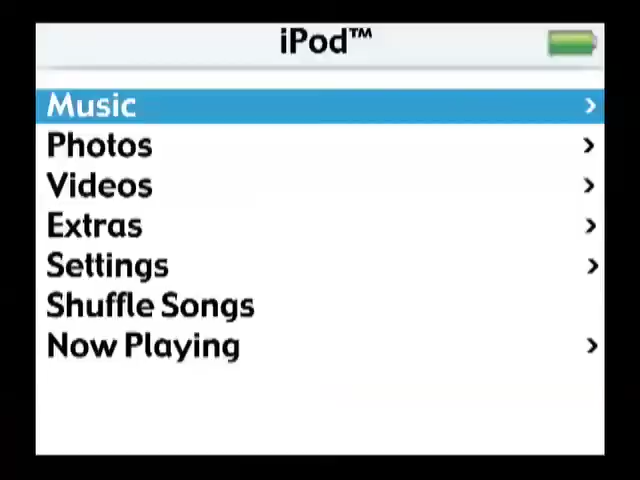 iPod™
Music
Photos
Videos
Extras
Settings
Shuffle Songs
Now Playing